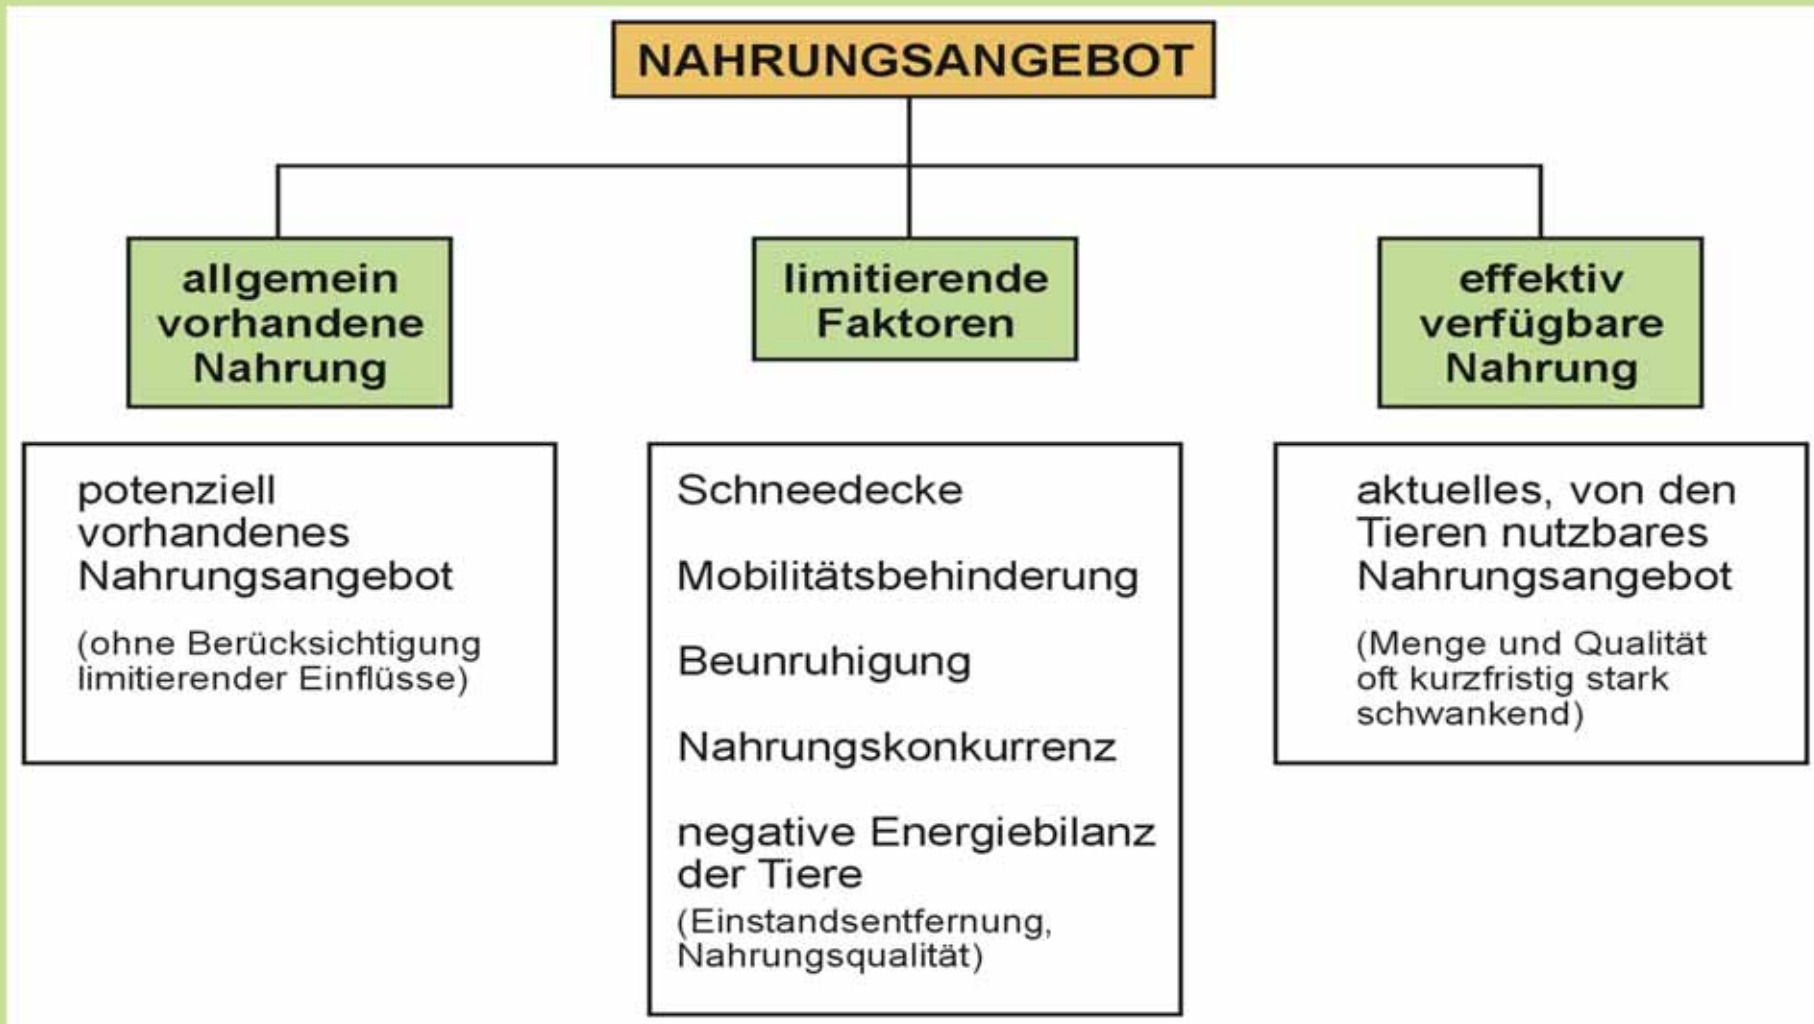 NAHRUNGSANGEBOT
allgemein
vorhandene
Nahrung
potenziell
vorhandenes
Nahrungsangebot
(ohne Berücksichtigung
limitierender Einflüsse)
limitierende
Faktoren
Schneedecke
Mobilitätsbehinderung
Beunruhigung
Nahrungskonkurrenz
negative Energiebilanz
der Tiere
(Einstandsentfernung,
Nahrungsqualität)
effektiv
verfügbare
Nahrung
aktuelles, von den
Tieren nutzbares
Nahrungsangebot
(Menge und Qualität
oft kurzfristig stark
schwankend)